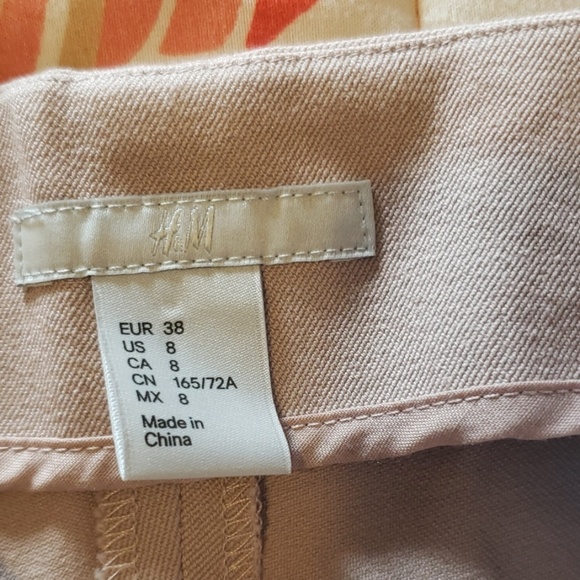 H&M
EUR 38
US 8
CA 8
CN 165/72A
MX 8
Made in
China